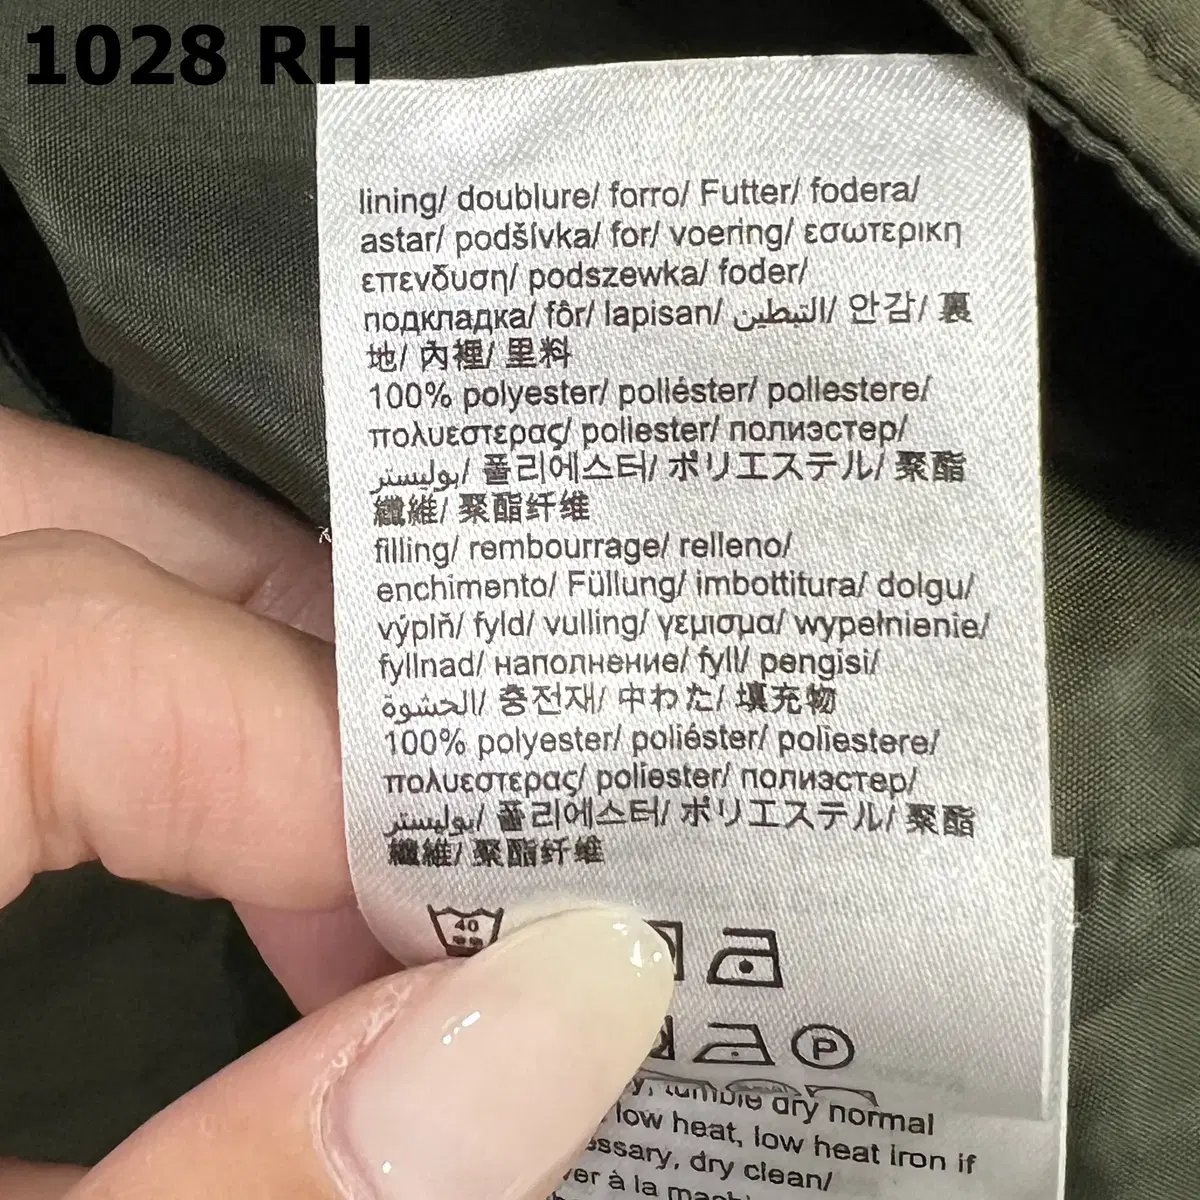 1028 RH
lining/ doublure/ forro/ Futter/ fodera/
astar/ podšívka/ for/ voering/ εσωτερικη
επενδυση/ podszewka/ foder/
подкладка/ fôr/ lapisan/ التبطين/ 안감/ 裏
地/ 內裡/ 里料
100% polyester/ poliéster/ poliestere/
πολυεστερας/ poliester/ полиэстер/
بوليستر/ 폴리에스터/ ポリエステル/ 聚酯
纖維/ 聚酯纤维
filling/ rembourrage/ relleno/
enchimento/ Füllung/ imbottitura/ dolgu/
výplň/ fyld/ vulling/ γεμισμα/ wypełnienie/
fyllnad/ наполнение/ fyll/ pengisi/
الحشوة/ 충전재/ 中わた/ 填充物
100% polyester/ poliéster/ poliestere/
πολυεστερας/ poliester/ полиэстер/
بوليستر/ 폴리에스터/ ポリエステル/ 聚酯
纖維/ 聚酯纤维
40
P
tumble dry normal
low heat, low heat iron if
dry clean/
à la